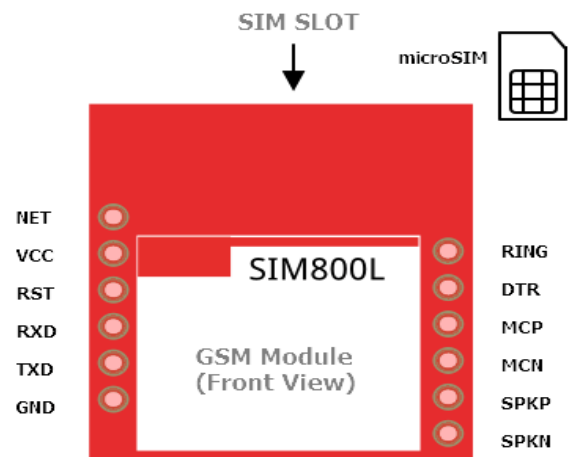 SIM SLOT
microSIM
NET
VCC
RST
RXD
TXD
GND
SIM800L
GSM Module
(Front View)
RING
DTR
MCP
MCN
SPKP
SPKN